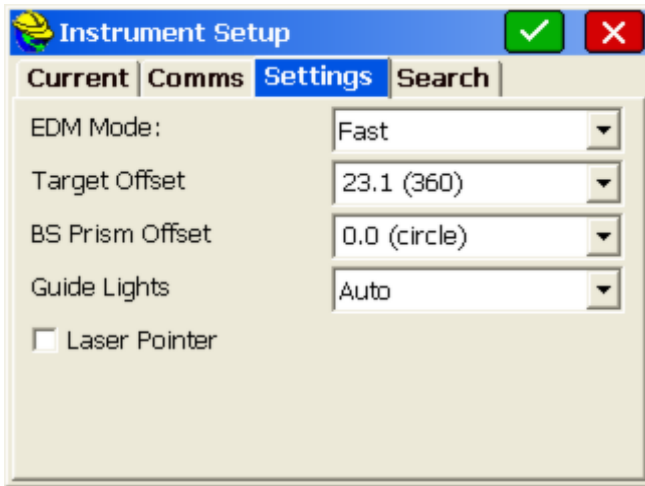 Instrument Setup
Current Comms Settings Search
EDM Mode: Fast
Target Offset 23.1 (360)
BS Prism Offset 0.0 (circle)
Guide Lights Auto
Laser Pointer